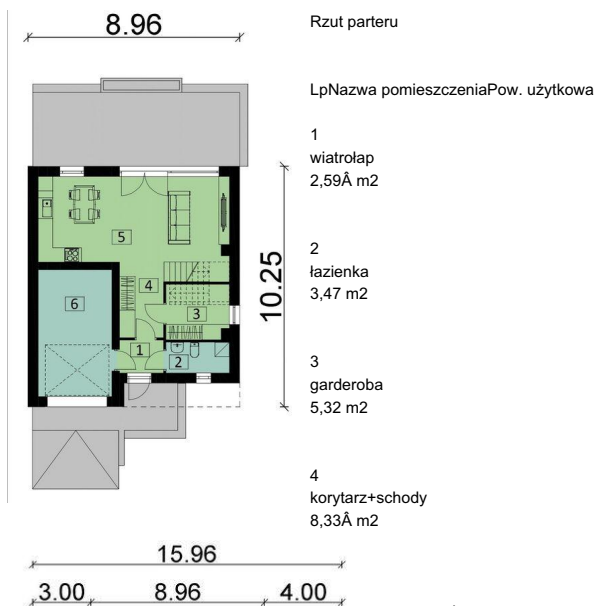 8.96
Rzut parteru
LpNazwa pomieszczeniaPow. użytkowa
1
wiatrołap
2,59Â m2
2
łazienka
3,47 m2
3
garderoba
5,32 m2
4
korytarz+schody
8,33Â m2
10.25
5
4
6
3
1
2
15.96
3.00 8.96 4.00